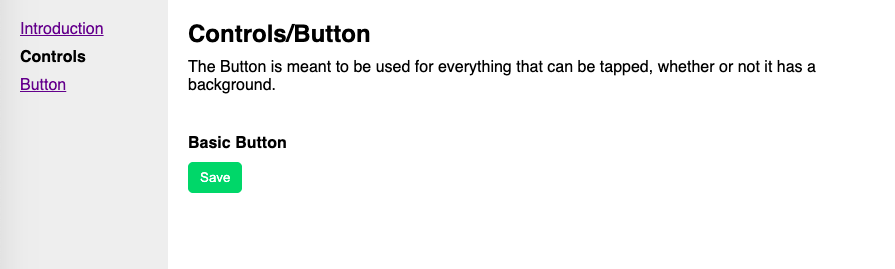 Introduction
Controls
Button
Controls/Button
The Button is meant to be used for everything that can be tapped, whether or not it has a
background.
Basic Button
Save